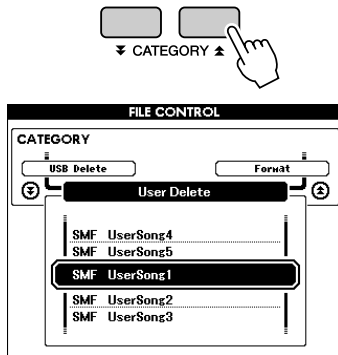 CATEGORY
FILE CONTROL
CATEGORY
USB Delete Format
User Delete
SMF UserSong4
SMF UserSong5
SMF UserSong1
SMF UserSong2
SMF UserSong3